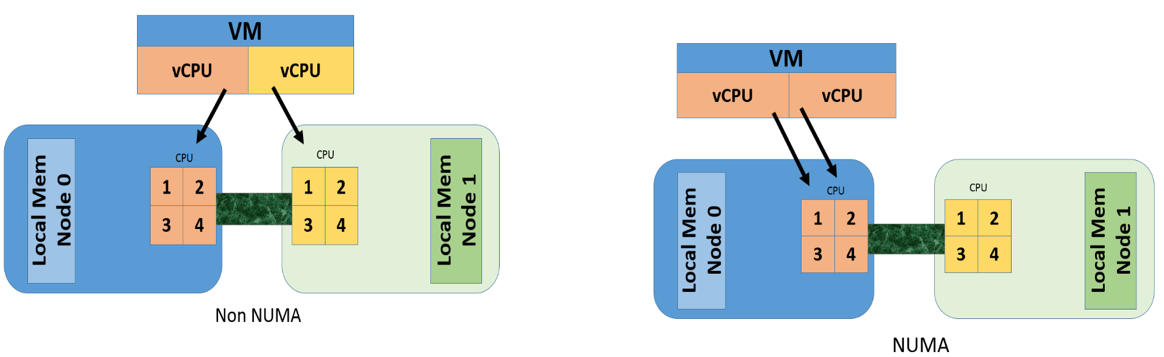 VM
vCPU vCPU
Local Mem
Node 0
CPU
1 2
3 4
CPU
1 2
3 4
Local Mem
Node 1
Non NUMA
VM
vCPU vCPU
Local Mem
Node 0
CPU
1 2
3 4
CPU
1 2
3 4
Local Mem
Node 1
NUMA